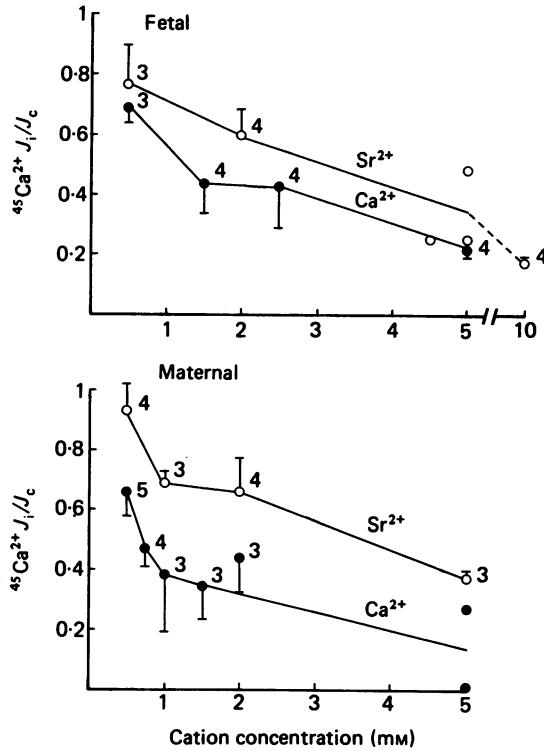 Fetal
1
0·8
0·6
0·4
0·2
⁴⁵Ca²⁺ Jᵢ/J꜀
3
3
4
4
4
Sr²⁺
Ca²⁺
4
4
1 2 3 4 5 10
Maternal
1
0·8
0·6
0·4
0·2
⁴⁵Ca²⁺ Jᵢ/J꜀
4
5
3
4
4
3
3
3
Sr²⁺
3
Ca²⁺
1 2 3 4 5
Cation concentration (mM)